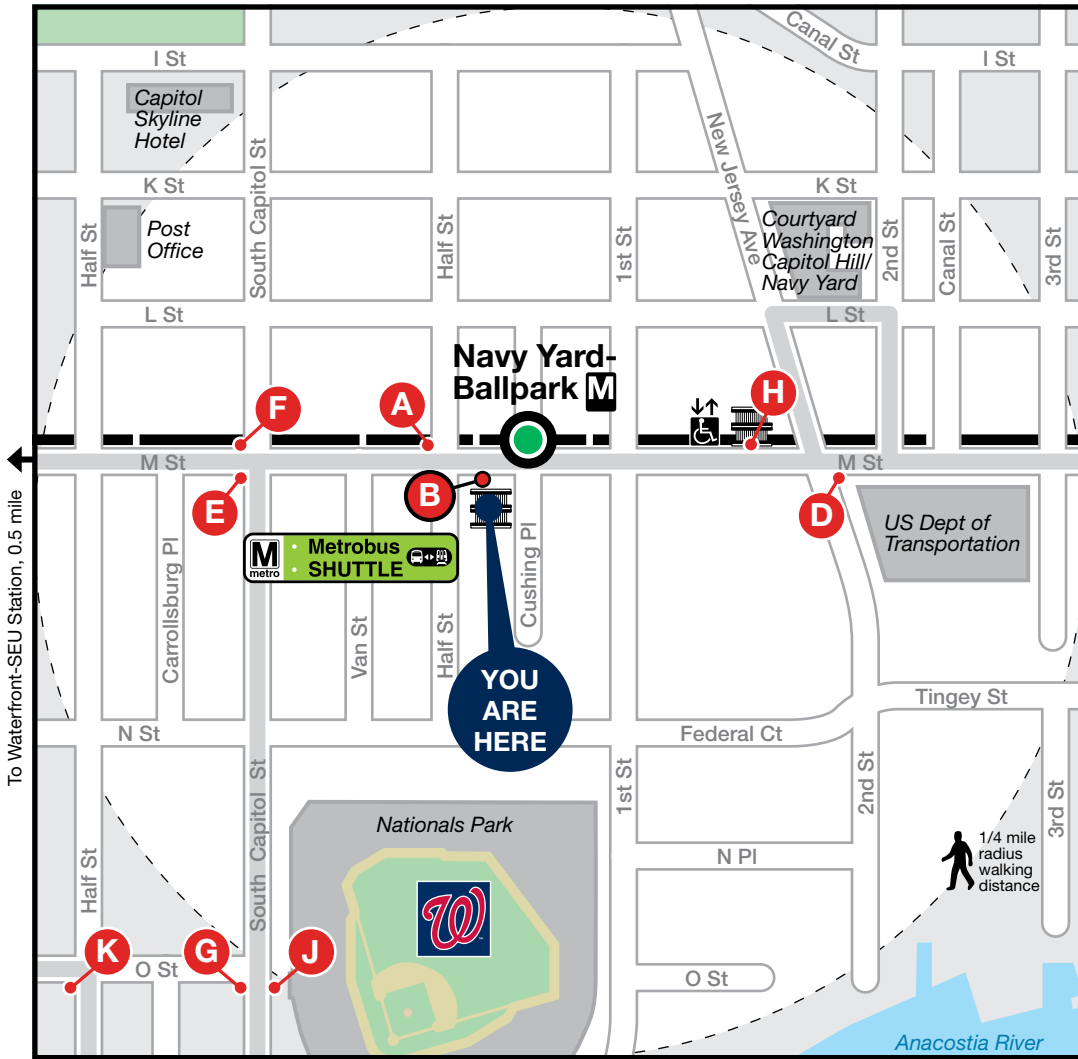 Canal St
I St
I St
Capitol
Skyline
Hotel
South Capitol St
New Jersey Ave
K St
K St
Post
Office
Half St
Half St
1st St
Courtyard
Washington
Capitol Hill/
Navy Yard
2nd St
Canal St
3rd St
L St
L St
Navy Yard-
Ballpark M
F
A
H
M St
M St
E
B
D
To Waterfront-SEU Station, 0.5 mile
US Dept of
Transportation
M
metro
Metrobus
SHUTTLE
Carrollsburg Pl
Van St
Half St
Cushing Pl
YOU
ARE
HERE
Tingey St
N St
Federal Ct
South Capitol St
1st St
2nd St
3rd St
Nationals Park
W
N Pl
1/4 mile
radius
walking
distance
Half St
K
O St
G
J
O St
Anacostia River